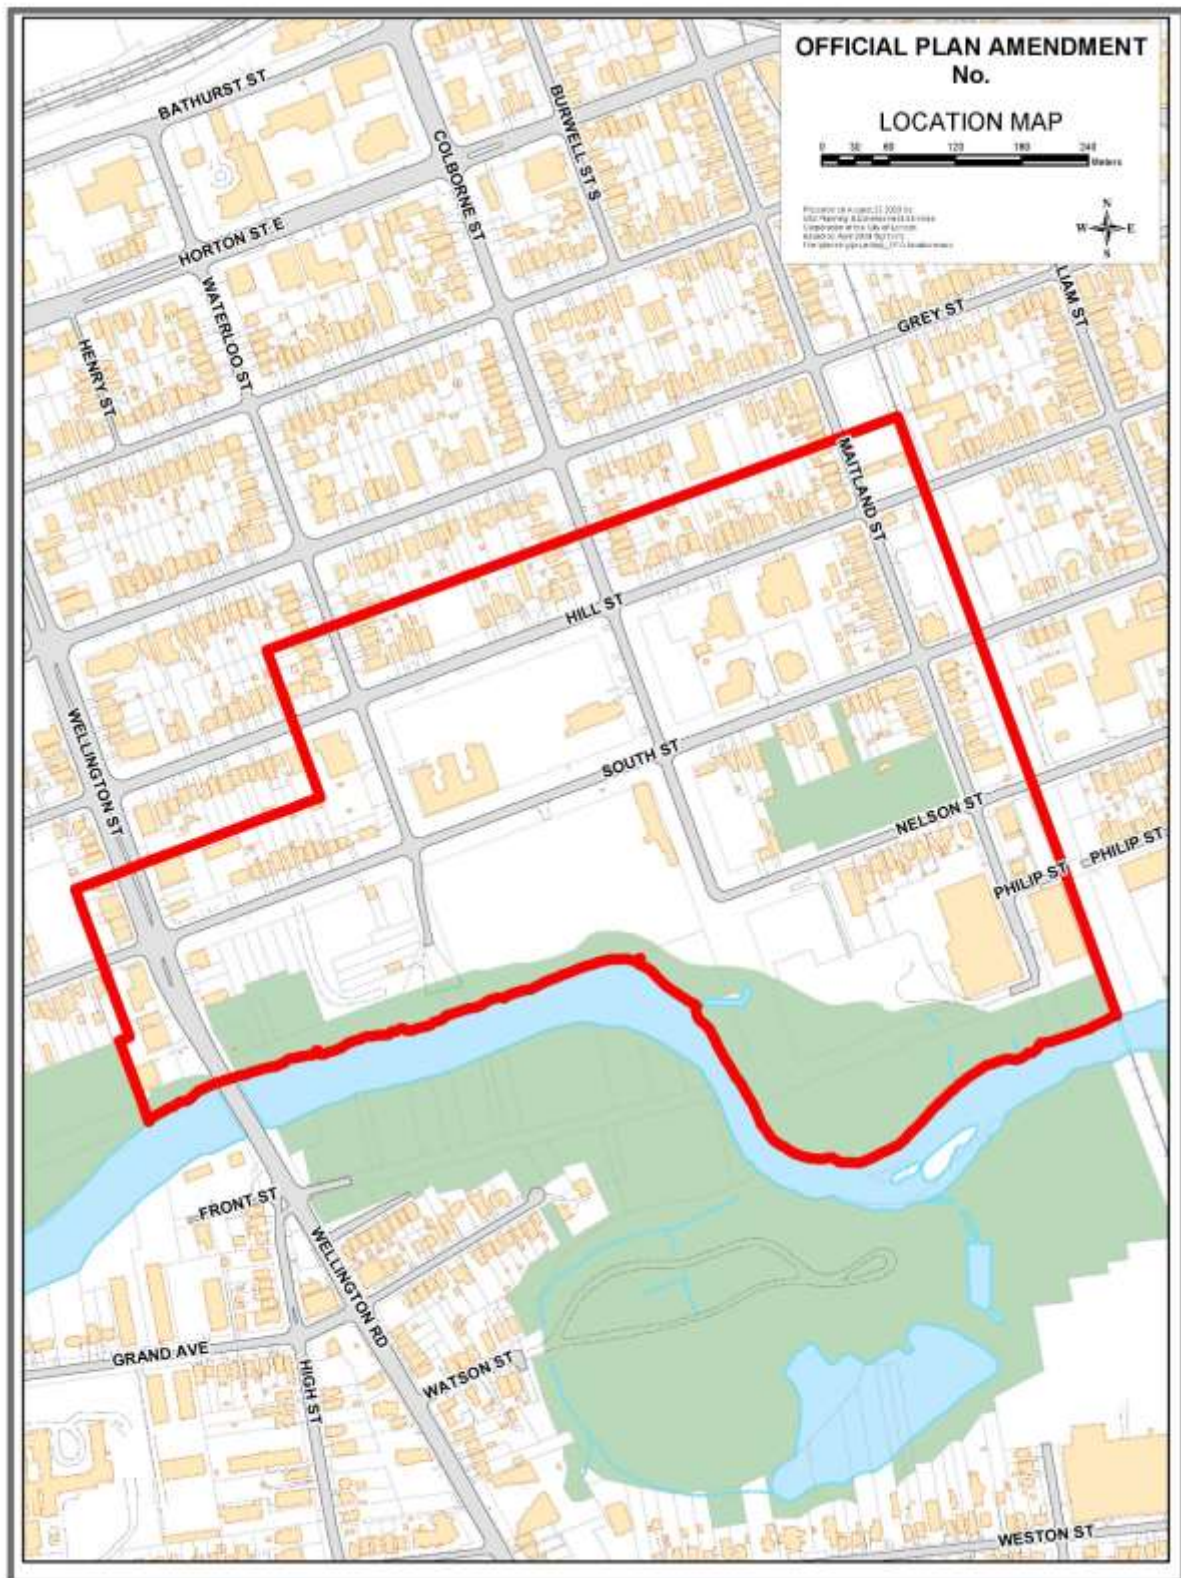 OFFICIAL PLAN AMENDMENT
No.
LOCATION MAP
0 30 60 120 180 240
Meters
N
W E
S
BATHURST ST
BURWELL ST S
COLBORNE ST
HORTON ST E
WATERLOO ST
HENRY ST
LIAM ST
GREY ST
MAITLAND ST
HILL ST
WELLINGTON ST
SOUTH ST
NELSON ST
PHILIP ST
PHILIP ST
FRONT ST
WELLINGTON RD
GRAND AVE
HIGH ST
WATSON ST
WESTON ST